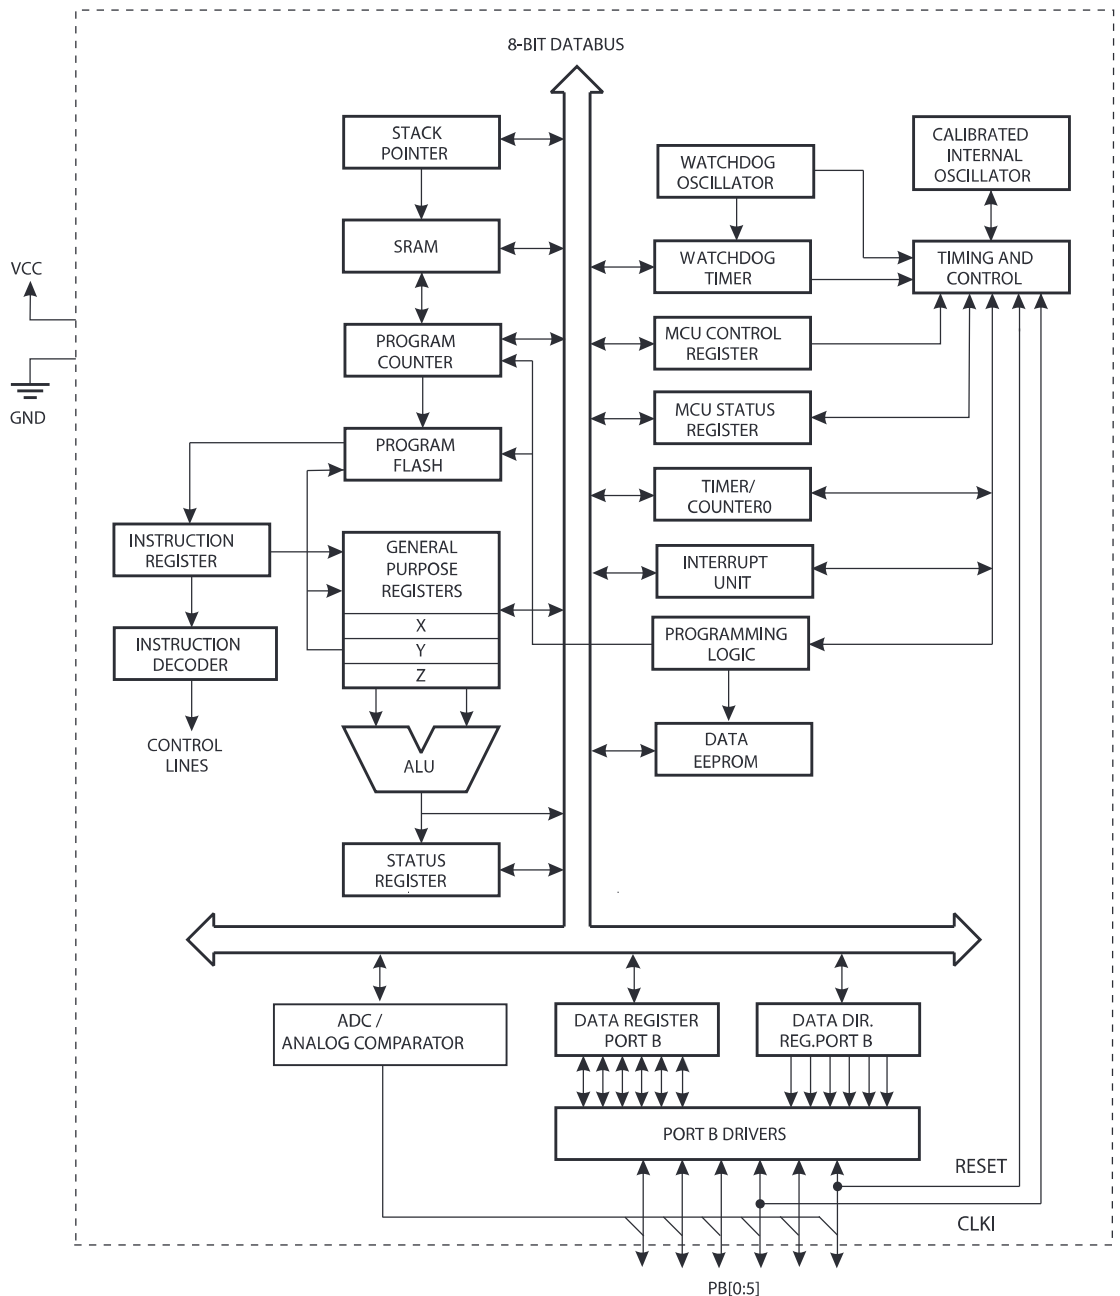 8-BIT DATABUS
STACK
POINTER
SRAM
PROGRAM
COUNTER
PROGRAM
FLASH
VCC
GND
INSTRUCTION
REGISTER
INSTRUCTION
DECODER
CONTROL
LINES
GENERAL
PURPOSE
REGISTERS
X
Y
Z
ALU
STATUS
REGISTER
WATCHDOG
OSCILLATOR
CALIBRATED
INTERNAL
OSCILLATOR
WATCHDOG
TIMER
TIMING AND
CONTROL
MCU CONTROL
REGISTER
MCU STATUS
REGISTER
TIMER/
COUNTER0
INTERRUPT
UNIT
PROGRAMMING
LOGIC
DATA
EEPROM
ADC /
ANALOG COMPARATOR
DATA REGISTER
PORT B
DATA DIR.
REG.PORT B
PORT B DRIVERS
RESET
CLKI
PB[0:5]